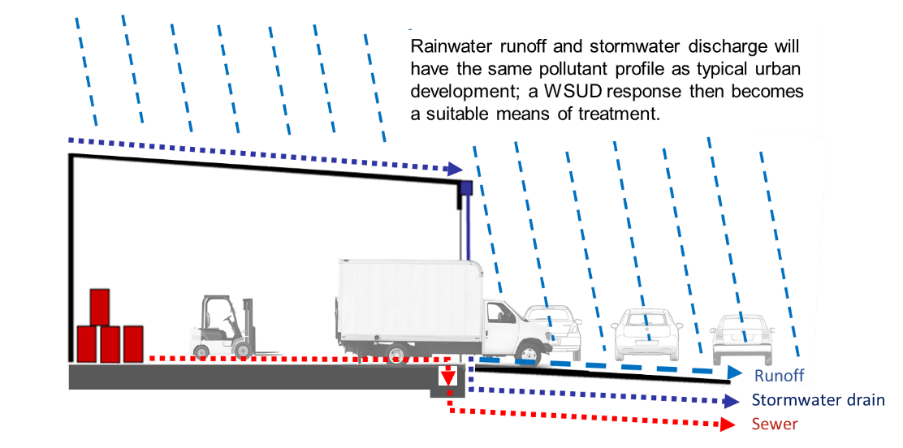 Rainwater runoff and stormwater discharge will
have the same pollutant profile as typical urban
development; a WSUD response then becomes
a suitable means of treatment.
Runoff
Stormwater drain
Sewer